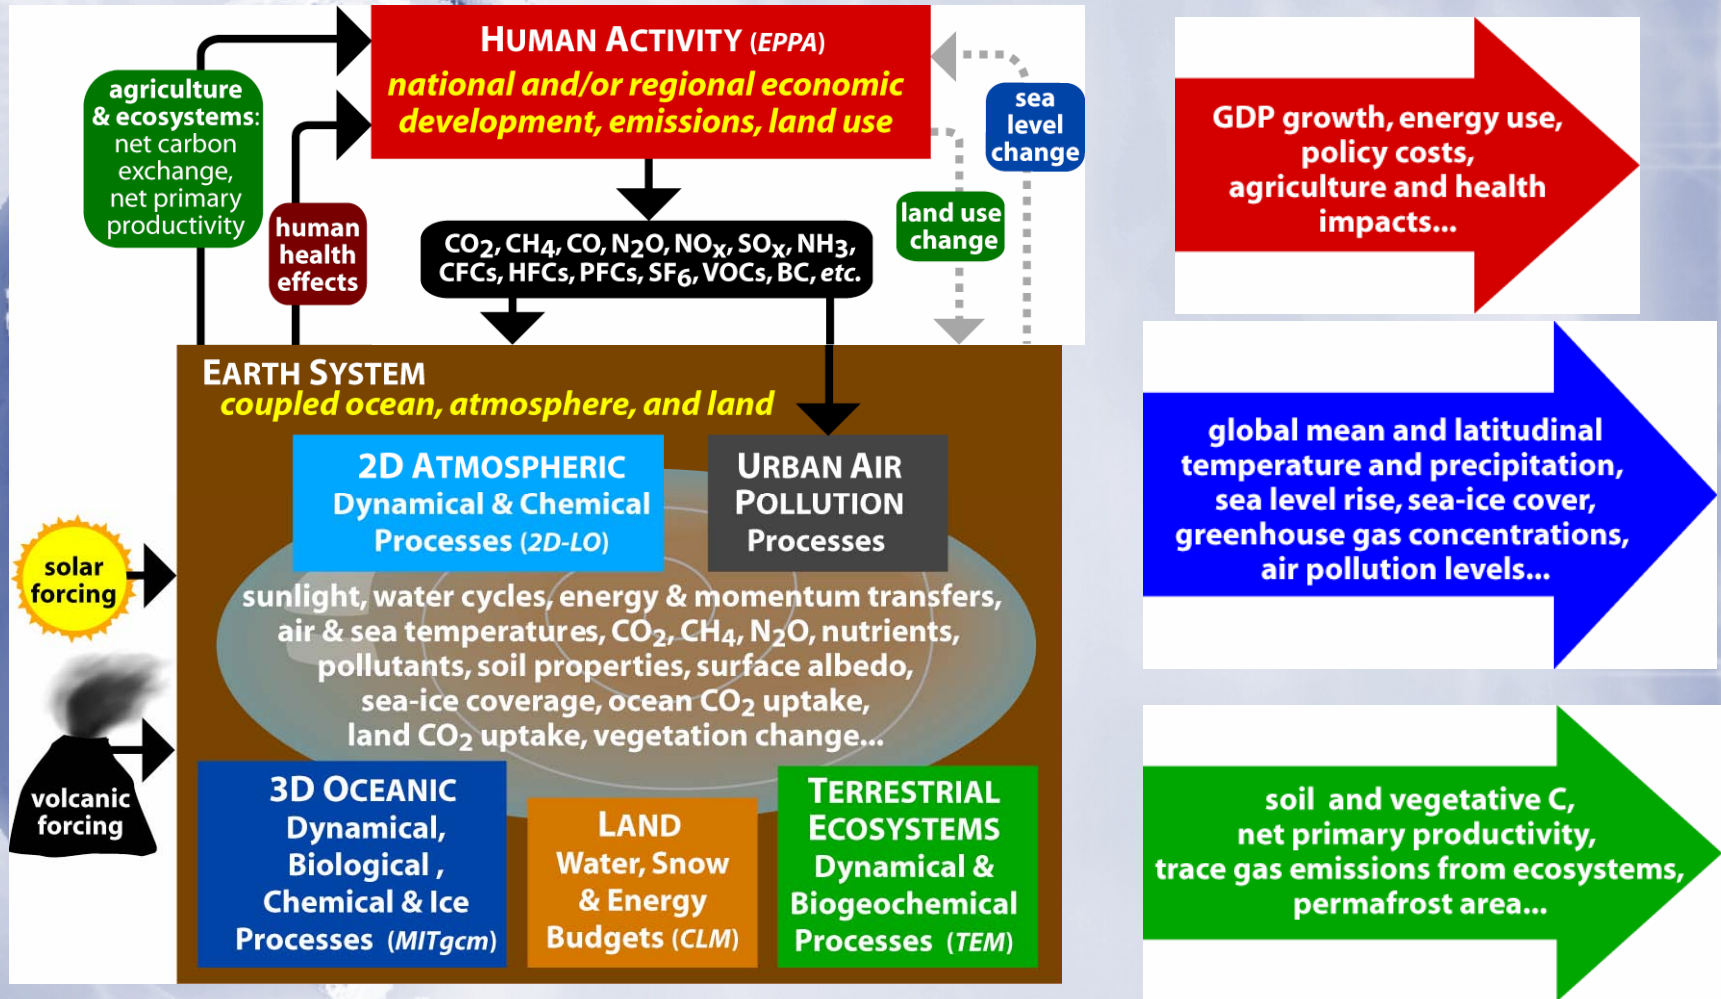 HUMAN ACTIVITY (EPPA)
national and/or regional economic
development, emissions, land use
agriculture
& ecosystems:
net carbon
exchange,
net primary
productivity
human
health
effects
sea
level
change
land use
change
CO2, CH4, CO, N2O, NOx, SOx, NH3,
CFCs, HFCs, PFCs, SF6, VOCs, BC, etc.
EARTH SYSTEM
coupled ocean, atmosphere, and land
2D ATMOSPHERIC
Dynamical & Chemical
Processes (2D-LO)
URBAN AIR
POLLUTION
Processes
solar
forcing
volcanic
forcing
sunlight, water cycles, energy & momentum transfers,
air & sea temperatures, CO2, CH4, N2O, nutrients,
pollutants, soil properties, surface albedo,
sea-ice coverage, ocean CO2 uptake,
land CO2 uptake, vegetation change...
3D OCEANIC
Dynamical,
Biological ,
Chemical & Ice
Processes (MITgcm)
LAND
Water, Snow
& Energy
Budgets (CLM)
TERRESTRIAL
ECOSYSTEMS
Dynamical &
Biogeochemical
Processes (TEM)
GDP growth, energy use,
policy costs,
agriculture and health
impacts...
global mean and latitudinal
temperature and precipitation,
sea level rise, sea-ice cover,
greenhouse gas concentrations,
air pollution levels...
soil and vegetative C,
net primary productivity,
trace gas emissions from ecosystems,
permafrost area...